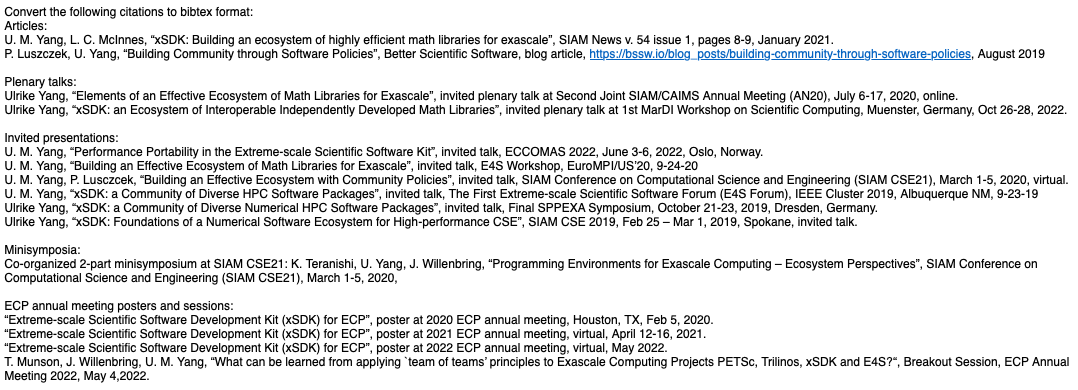 Convert the following citations to bibtex format:
Articles:
U. M. Yang, L. C. McInnes, “xSDK: Building an ecosystem of highly efficient math libraries for exascale”, SIAM News v. 54 issue 1, pages 8-9, January 2021.
P. Luszczek, U. Yang, “Building Community through Software Policies”, Better Scientific Software, blog article, https://bssw.io/blog_posts/building-community-through-software-policies, August 2019
Plenary talks:
Ulrike Yang, “Elements of an Effective Ecosystem of Math Libraries for Exascale”, invited plenary talk at Second Joint SIAM/CAIMS Annual Meeting (AN20), July 6-17, 2020, online.
Ulrike Yang, “xSDK: an Ecosystem of Interoperable Independently Developed Math Libraries”, invited plenary talk at 1st MarDI Workshop on Scientific Computing, Muenster, Germany, Oct 26-28, 2022.
Invited presentations:
U. M. Yang, “Performance Portability in the Extreme-scale Scientific Software Kit”, invited talk, ECCOMAS 2022, June 3-6, 2022, Oslo, Norway.
U. M. Yang, “Building an Effective Ecosystem of Math Libraries for Exascale”, invited talk, E4S Workshop, EuroMPI/US’20, 9-24-20
U. M. Yang, P. Lusczcek, “Building an Effective Ecosystem with Community Policies”, invited talk, SIAM Conference on Computational Science and Engineering (SIAM CSE21), March 1-5, 2020, virtual.
U. M. Yang, “xSDK: a Community of Diverse HPC Software Packages”, invited talk, The First Extreme-scale Scientific Software Forum (E4S Forum), IEEE Cluster 2019, Albuquerque NM, 9-23-19
Ulrike Yang, “xSDK: a Community of Diverse Numerical HPC Software Packages”, invited talk, Final SPPEXA Symposium, October 21-23, 2019, Dresden, Germany.
Ulrike Yang, “xSDK: Foundations of a Numerical Software Ecosystem for High-performance CSE”, SIAM CSE 2019, Feb 25 – Mar 1, 2019, Spokane, invited talk.
Minisymposia:
Co-organized 2-part minisymposium at SIAM CSE21: K. Teranishi, U. Yang, J. Willenbring, “Programming Environments for Exascale Computing – Ecosystem Perspectives”, SIAM Conference on
Computational Science and Engineering (SIAM CSE21), March 1-5, 2020,
ECP annual meeting posters and sessions:
“Extreme-scale Scientific Software Development Kit (xSDK) for ECP”, poster at 2020 ECP annual meeting, Houston, TX, Feb 5, 2020.
“Extreme-scale Scientific Software Development Kit (xSDK) for ECP”, poster at 2021 ECP annual meeting, virtual, April 12-16, 2021.
“Extreme-scale Scientific Software Development Kit (xSDK) for ECP”, poster at 2022 ECP annual meeting, virtual, May 2022.
T. Munson, J. Willenbring, U. M. Yang, “What can be learned from applying `team of teams’ principles to Exascale Computing Projects PETSc, Trilinos, xSDK and E4S?“, Breakout Session, ECP Annual
Meeting 2022, May 4,2022.